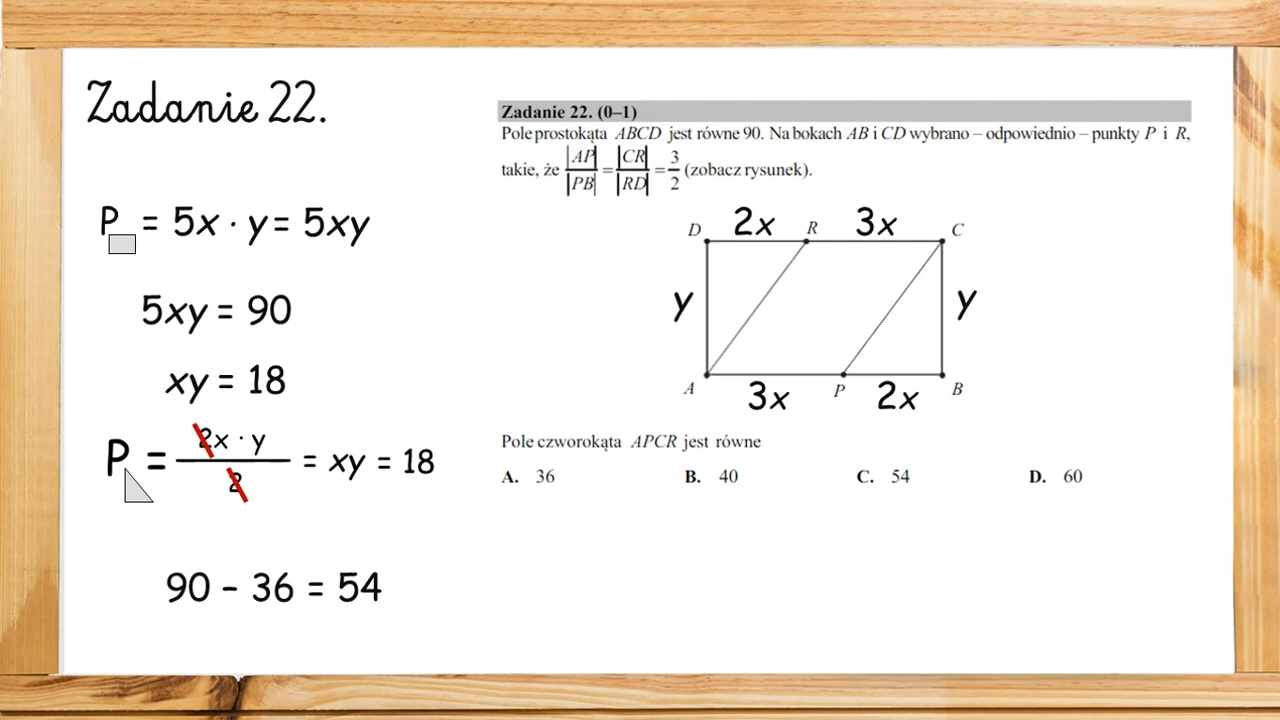 Zadanie 22.
P = 5x · y = 5xy
5xy = 90
xy = 18
P = 2x · y / 2 = xy = 18
90 - 36 = 54
Zadanie 22. (0–1)
Pole prostokąta ABCD jest równe 90. Na bokach AB i CD wybrano – odpowiednio – punkty P i R,
takie, że |AP| / |PB| = |CR| / |RD| = 3 / 2 (zobacz rysunek).
D 2x R 3x C
y y
A 3x P 2x B
Pole czworokąta APCR jest równe
A. 36 B. 40 C. 54 D. 60